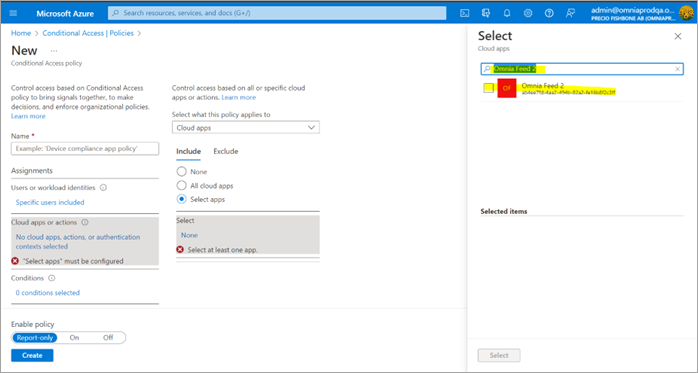 Microsoft Azure
Search resources, services, and docs (G+/)
admin@omniaprodqa.o...
PRECIO FISHBONE AB (OMNIAPR...
Home > Conditional Access | Policies >
New ...
Conditional Access policy
Control access based on Conditional Access
policy to bring signals together, to make
decisions, and enforce organizational policies.
Learn more
Name *
Example: 'Device compliance app policy'
Assignments
Users or workload identities
Specific users included
Cloud apps or actions
No cloud apps, actions, or authentication
contexts selected
"Select apps" must be configured
Conditions
0 conditions selected
Enable policy
Report-only On Off
Create
Control access based on all or specific cloud
apps or actions. Learn more
Select what this policy applies to
Cloud apps
Include Exclude
None
All cloud apps
Select apps
Select
None
Select at least one app.
Select
Cloud apps
Omnia Feed 2
OF
Omnia Feed 2
Selected items
Select